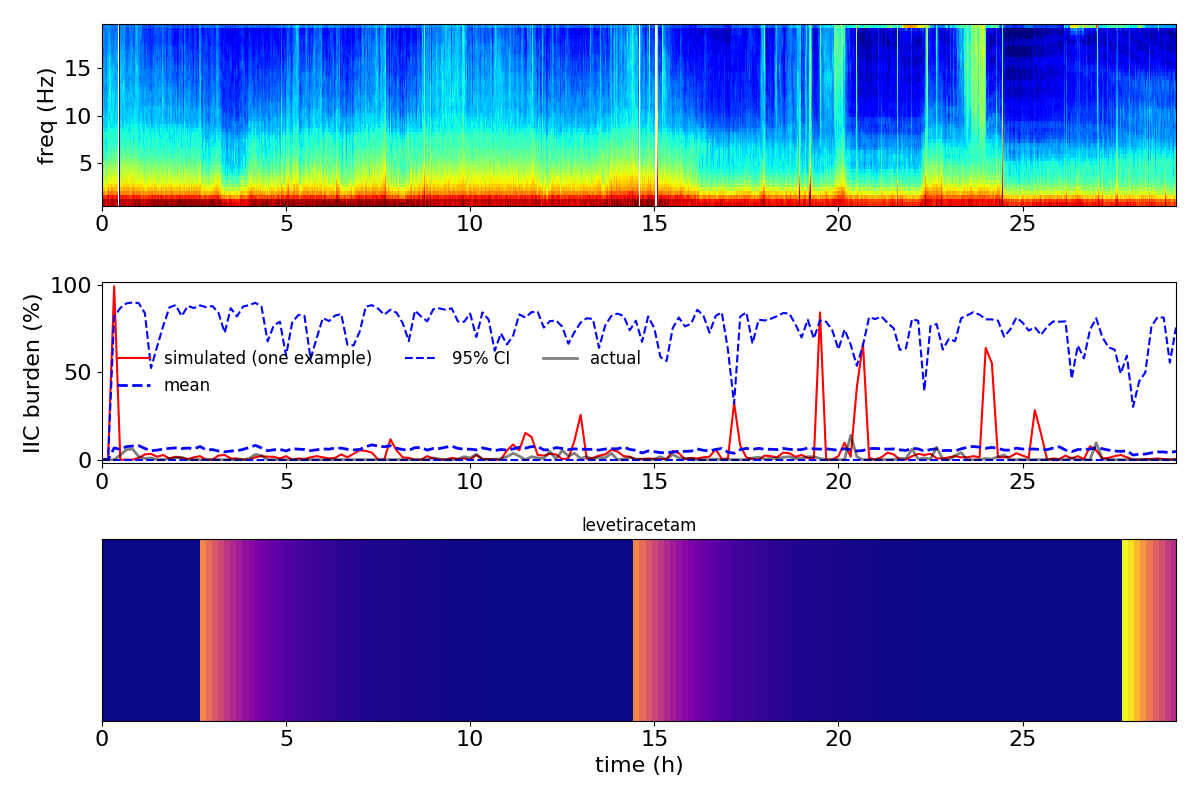 freq (Hz)
15
10
5
0 5 10 15 20 25
IIC burden (%)
100
50
0
simulated (one example) 95% CI actual
mean
0 5 10 15 20 25
levetiracetam
0 5 10 15 20 25
time (h)